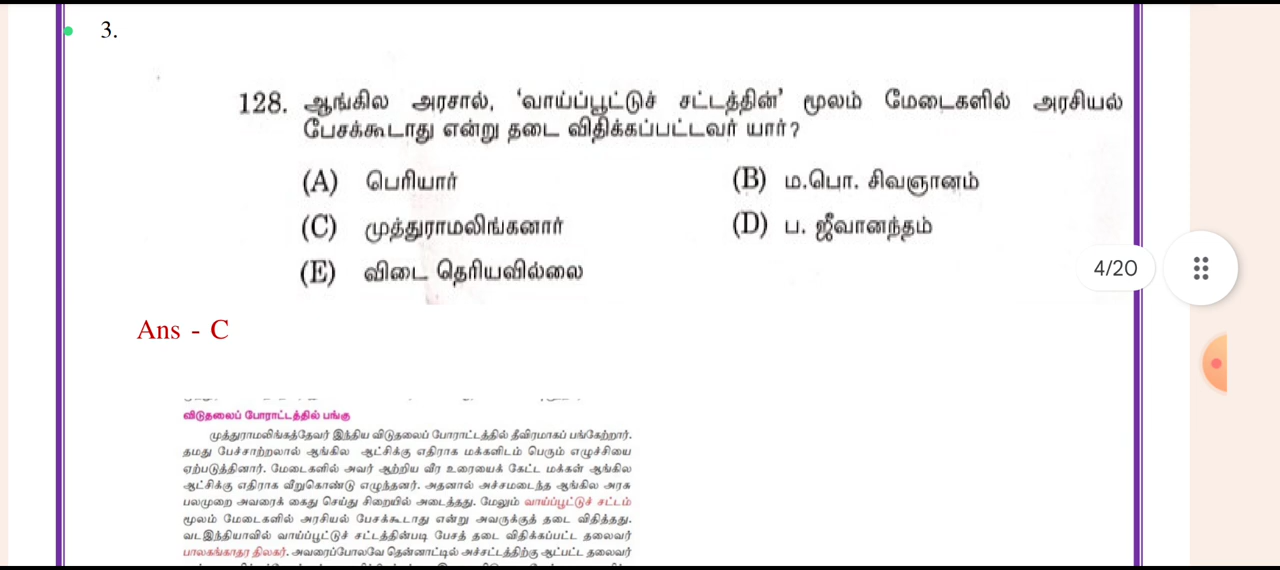 3.
128. ஆங்கில அரசால், 'வாய்ப்பூட்டுச் சட்டத்தின்' மூலம் மேடைகளில் அரசியல்
பேசக்கூடாது என்று தடை விதிக்கப்பட்டவர் யார்?
(A) பெரியார் (B) ம.பொ. சிவஞானம்
(C) முத்துராமலிங்கனார் (D) ப. ஜீவானந்தம்
(E) விடை தெரியவில்லை
4/20
Ans - C
விடுதலைப் போராட்டத்தில் பங்கு
முத்துராமலிங்கத்தேவர் இந்திய விடுதலைப் போராட்டத்தில் தீவிரமாகப் பங்கேற்றார்.
தமது பேச்சாற்றலால் ஆங்கில ஆட்சிக்கு எதிராக மக்களிடம் பெரும் எழுச்சியை
ஏற்படுத்தினார். மேடைகளில் அவர் ஆற்றிய வீர உரையைக் கேட்ட மக்கள் ஆங்கில
ஆட்சிக்கு எதிராக வீறுகொண்டு எழுந்தனர். அதனால் அச்சமடைந்த ஆங்கில அரசு
பலமுறை அவரைக் கைது செய்து சிறையில் அடைத்தது. மேலும் வாய்ப்பூட்டுச் சட்டம்
மூலம் மேடைகளில் அரசியல் பேசக்கூடாது என்று அவருக்குத் தடை விதித்தது.
வடஇந்தியாவில் வாய்ப்பூட்டுச் சட்டத்தின்படி பேசத் தடை விதிக்கப்பட்ட தலைவர்
பாலகங்காதர திலகர். அவரைப்போலவே தென்னாட்டில் அச்சட்டத்திற்கு ஆட்பட்ட தலைவர்